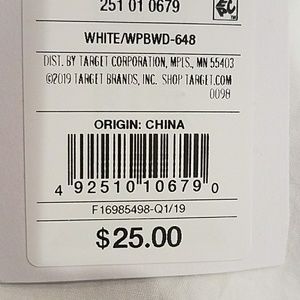 251 01 0679
WHITE/WPBWD-648
DIST. BY TARGET CORPORATION, MPLS., MN 55403
©2019 TARGET BRANDS, INC. SHOP TARGET.COM
0098
ORIGIN: CHINA
4 92510 10679 0
F16985498-Q1/19
$25.00